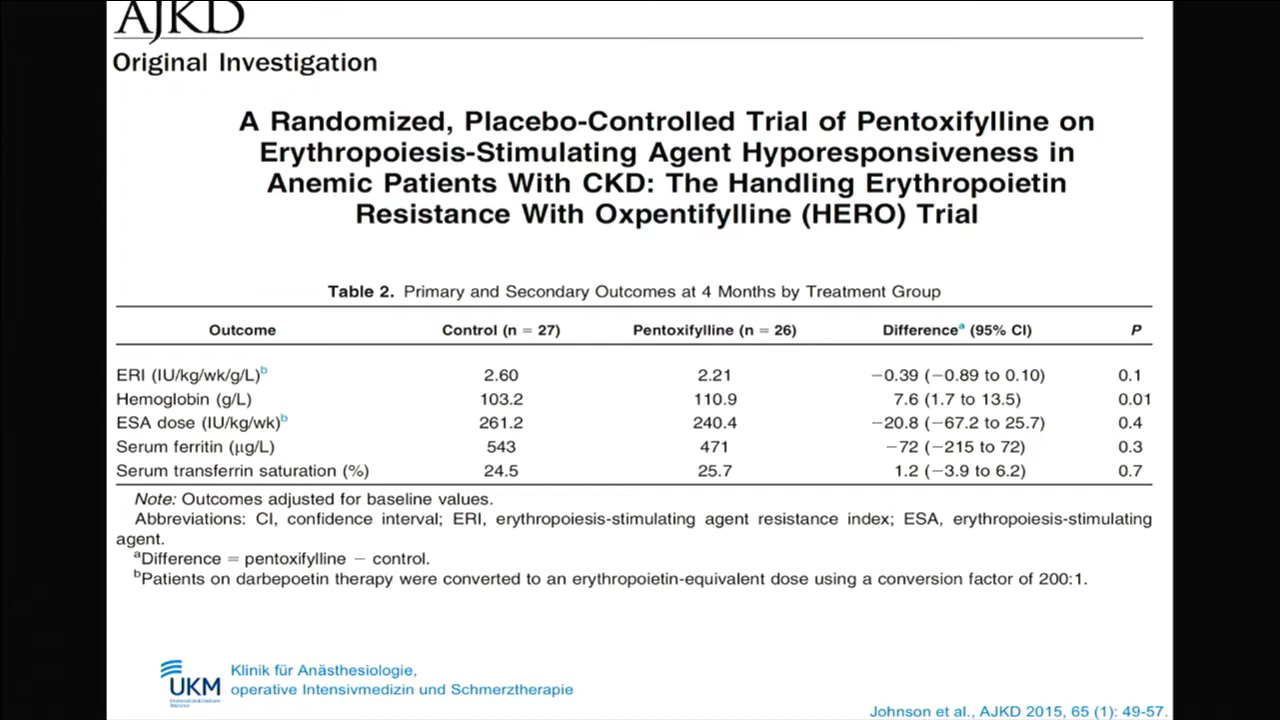 AJKD
Original Investigation
A Randomized, Placebo-Controlled Trial of Pentoxifylline on
Erythropoiesis-Stimulating Agent Hyporesponsiveness in
Anemic Patients With CKD: The Handling Erythropoietin
Resistance With Oxpentifylline (HERO) Trial
Table 2. Primary and Secondary Outcomes at 4 Months by Treatment Group
Outcome Control (n = 27) Pentoxifylline (n = 26) Differenceᵃ (95% CI) P
ERI (IU/kg/wk/g/L)ᵇ 2.60 2.21 −0.39 (−0.89 to 0.10) 0.1
Hemoglobin (g/L) 103.2 110.9 7.6 (1.7 to 13.5) 0.01
ESA dose (IU/kg/wk)ᵇ 261.2 240.4 −20.8 (−67.2 to 25.7) 0.4
Serum ferritin (μg/L) 543 471 −72 (−215 to 72) 0.3
Serum transferrin saturation (%) 24.5 25.7 1.2 (−3.9 to 6.2) 0.7
Note: Outcomes adjusted for baseline values.
Abbreviations: CI, confidence interval; ERI, erythropoiesis-stimulating agent resistance index; ESA, erythropoiesis-stimulating
agent.
ᵃDifference = pentoxifylline − control.
ᵇPatients on darbepoetin therapy were converted to an erythropoietin-equivalent dose using a conversion factor of 200:1.
UKM
Klinik für Anästhesiologie,
operative Intensivmedizin und Schmerztherapie
Johnson et al., AJKD 2015, 65 (1): 49-57.